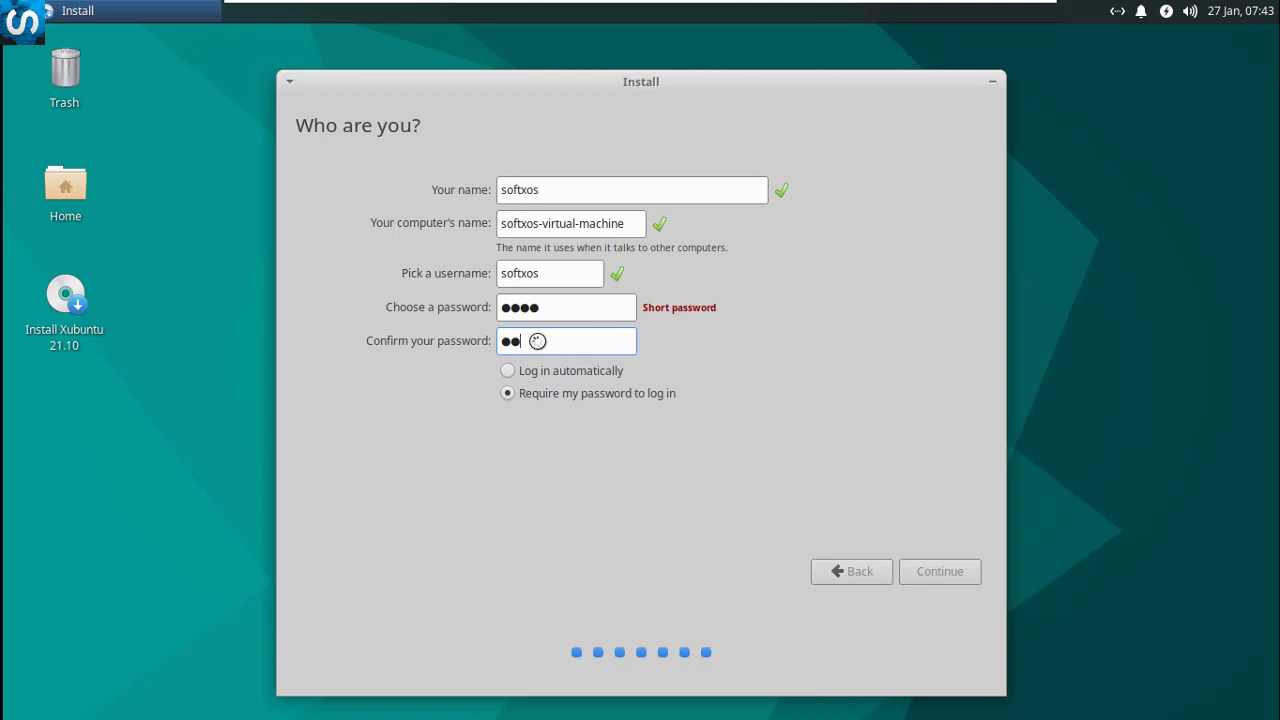 Install
27 Jan, 07:43
S
Trash
Home
Install Xubuntu
21.10
Install
Who are you?
Your name: softxos
Your computer's name: softxos-virtual-machine
The name it uses when it talks to other computers.
Pick a username: softxos
Choose a password: ●●●● Short password
Confirm your password: ●●
Log in automatically
Require my password to log in
Back Continue